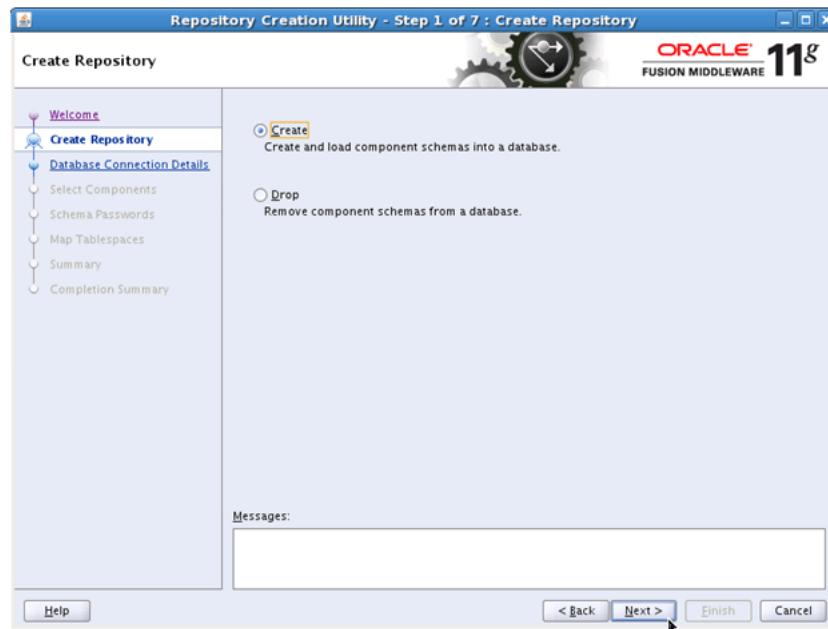 Repository Creation Utility - Step 1 of 7 : Create Repository
Create Repository
ORACLE
FUSION MIDDLEWARE
11g
Welcome
Create Repository
Database Connection Details
Select Components
Schema Passwords
Map Tablespaces
Summary
Completion Summary
Create
Create and load component schemas into a database.
Drop
Remove component schemas from a database.
Messages:
Help
< Back
Next >
Finish
Cancel